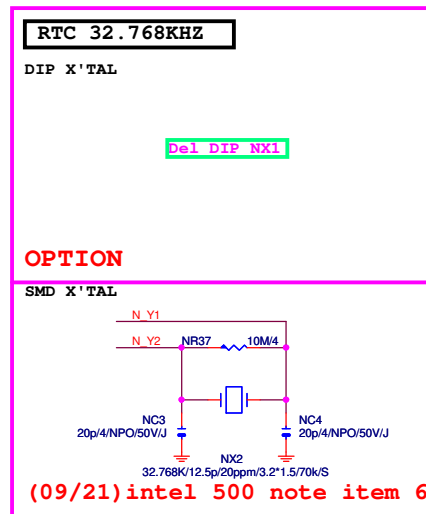 RTC 32.768KHZ
DIP X'TAL
Del DIP NX1
OPTION
SMD X'TAL
N_Y1
N_Y2
NR37 10M/4
NC3
20p/4/NPO/50V/J
NC4
20p/4/NPO/50V/J
NX2
32.768K/12.5p/20ppm/3.2*1.5/70k/S
(09/21)intel 500 note item 6